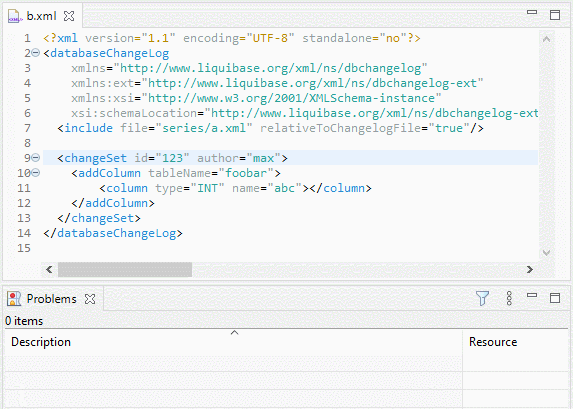 b.xml
1 <?xml version="1.1" encoding="UTF-8" standalone="no"?>
2 <databaseChangeLog
3 xmlns="http://www.liquibase.org/xml/ns/dbchangelog"
4 xmlns:ext="http://www.liquibase.org/xml/ns/dbchangelog-ext"
5 xmlns:xsi="http://www.w3.org/2001/XMLSchema-instance"
6 xsi:schemaLocation="http://www.liquibase.org/xml/ns/dbchangelog-ext
7 <include file="series/a.xml" relativeToChangelogFile="true"/>
8
9 <changeSet id="123" author="max">
10 <addColumn tableName="foobar">
11 <column type="INT" name="abc"></column>
12 </addColumn>
13 </changeSet>
14 </databaseChangeLog>
15
Problems
0 items
Description Resource